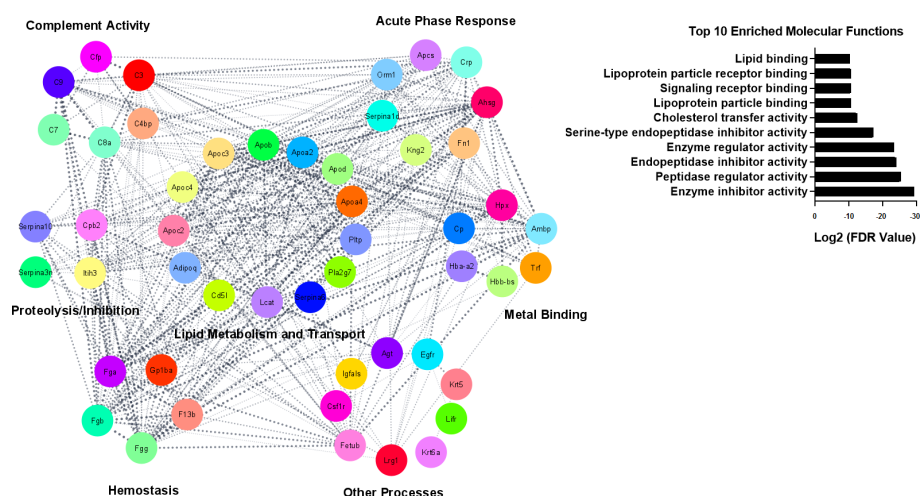 Complement Activity
Acute Phase Response
Cfp
C9
C3
C7
C4bp
C8a
Apcs
Crp
Orm1
Ahsg
Serpina1d
Kng2
Fn1
Apoc3
Apob
Apoa2
Apod
Apoc4
Apoa4
Apoc2
Pltp
Adipoq
Pla2g7
Cd5l
Lcat
Serpina10
Cpb2
Serpina3n
Itih3
Hpx
Cp
Ambp
Hba-a2
Trf
Hbb-bs
Proteolysis/Inhibition
Metal Binding
Lipid Metabolism and Transport
Fga
Gp1ba
Fgb
F13b
Fgg
Agt
Egfr
Igfals
Krt5
Csf1r
Lifr
Fetub
Krt6a
Lrg1
Hemostasis
Other Processes
Top 10 Enriched Molecular Functions
Lipid binding
Lipoprotein particle receptor binding
Signaling receptor binding
Lipoprotein particle binding
Cholesterol transfer activity
Serine-type endopeptidase inhibitor activity
Enzyme regulator activity
Endopeptidase inhibitor activity
Peptidase regulator activity
Enzyme inhibitor activity
0 -10 -20 -30
Log2 (FDR Value)